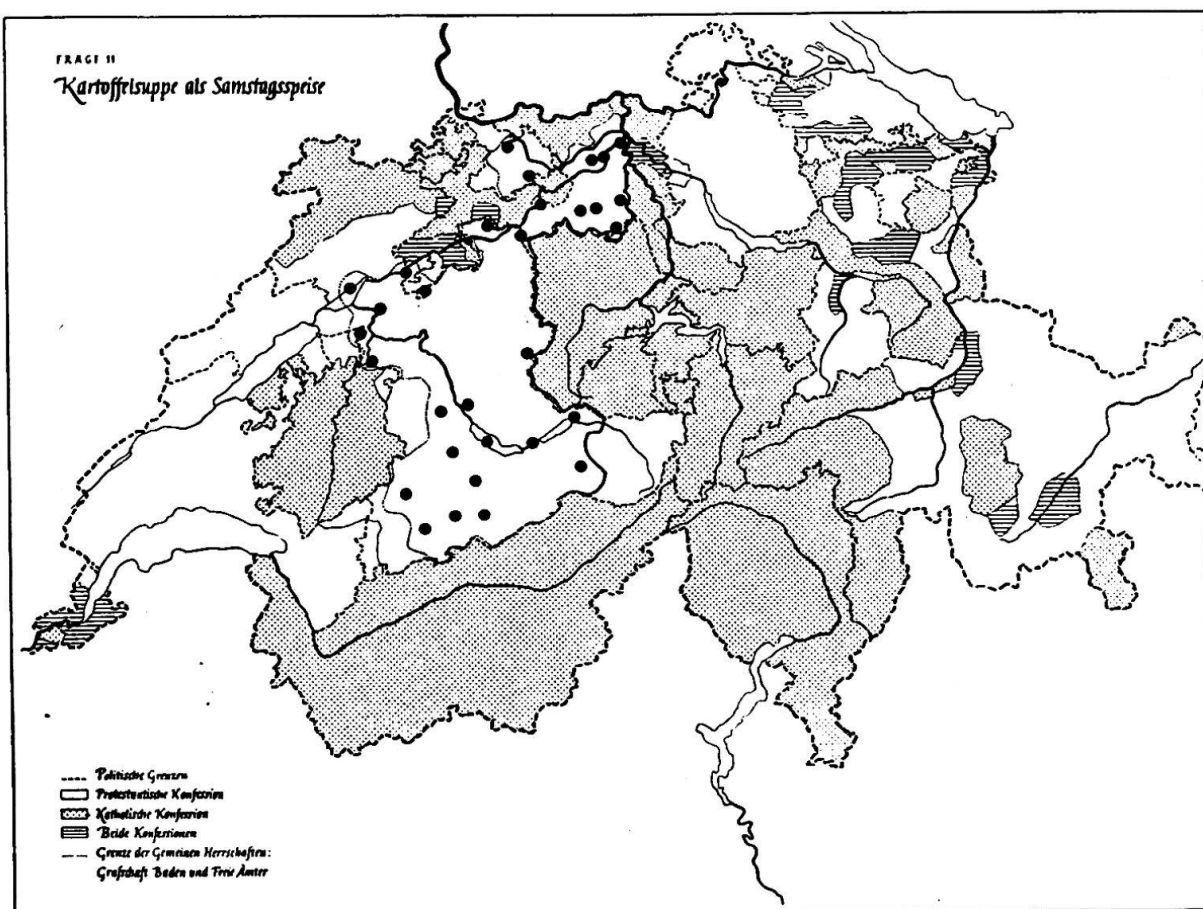 FRAGE 11
Kartoffelsuppe als Samstagsspeise
Politische Grenzen
Protestantische Konfession
Katholische Konfession
Beide Konfessionen
Grenze der Gemeinen Herrschaften:
Grafschaft Baden und Freie Ämter